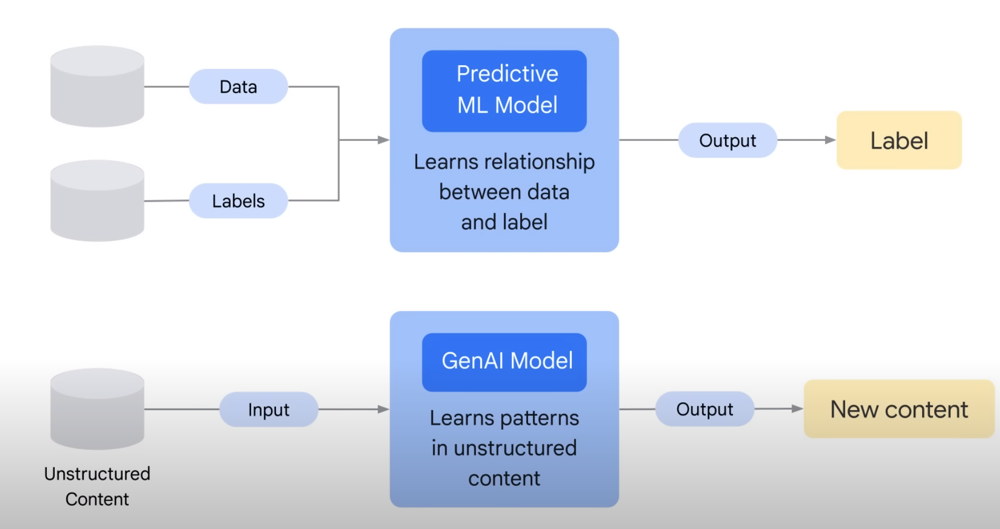 Data
Labels
Predictive
ML Model
Learns relationship
between data
and label
Output
Label
Unstructured
Content
Input
GenAI Model
Learns patterns
in unstructured
content
Output
New content